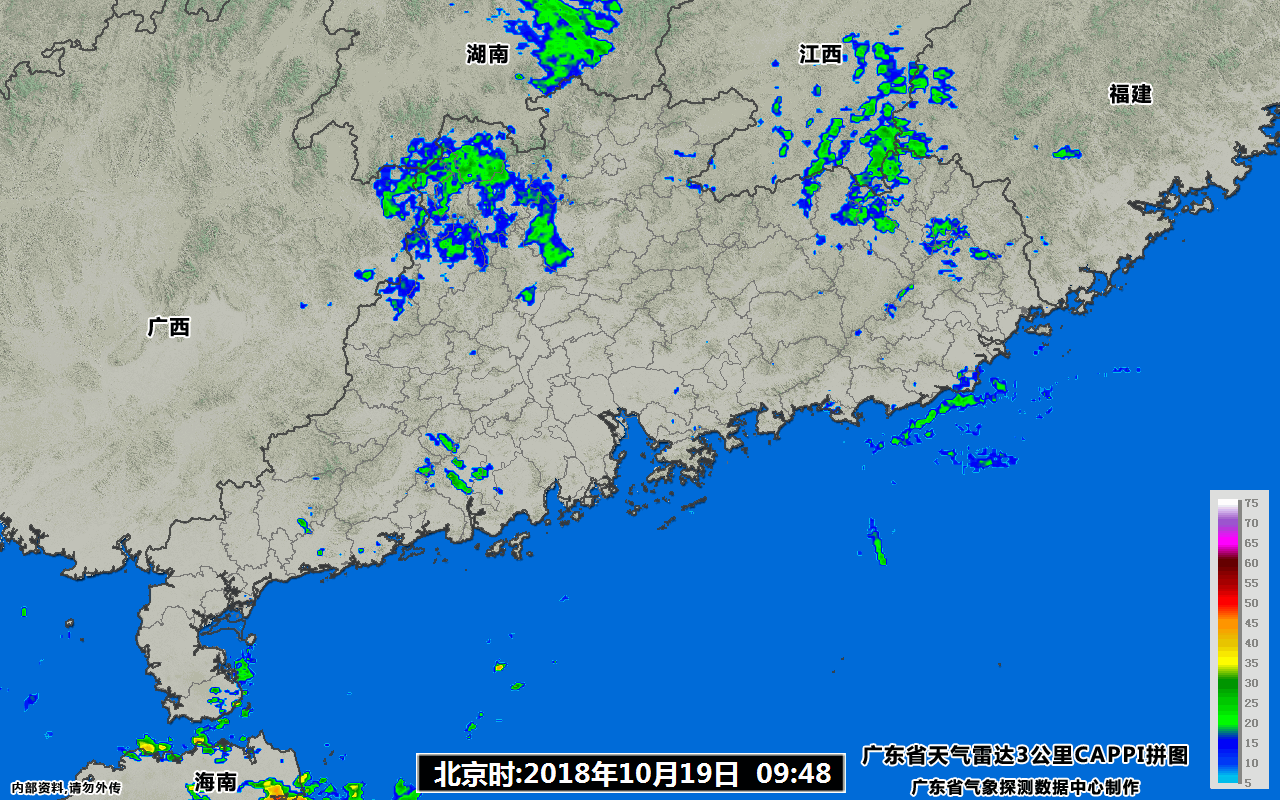 湖南
江西
福建
广西
75
70
65
60
55
50
45
40
35
30
25
20
15
10
5
广东省天气雷达3公里CAPPI拼图
北京时:2018年10月19日 09:48
海南
内部资料,请勿外传
广东省气象探测数据中心制作